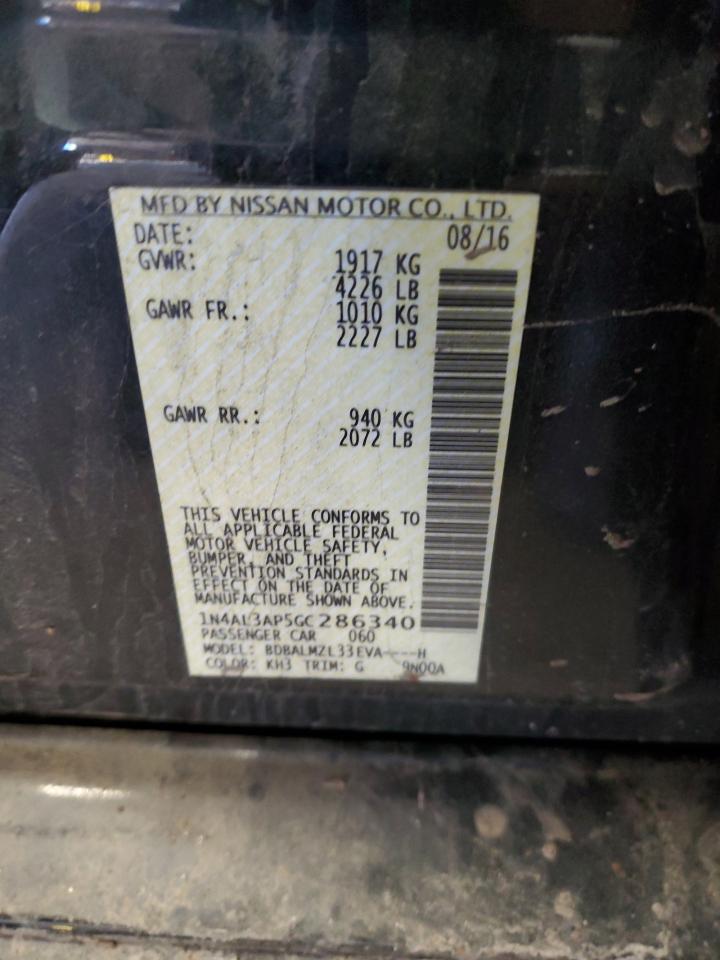 MFD BY NISSAN MOTOR CO., LTD.
DATE: 08/16
GVWR: 1917 KG
4226 LB
GAWR FR.: 1010 KG
2227 LB
GAWR RR.: 940 KG
2072 LB
THIS VEHICLE CONFORMS TO
ALL APPLICABLE FEDERAL
MOTOR VEHICLE SAFETY,
BUMPER, AND THEFT
PREVENTION STANDARDS IN
EFFECT ON THE DATE OF
MANUFACTURE SHOWN ABOVE.
1N4AL3AP5GC286340
PASSENGER CAR 060
MODEL: BDBALMZL33EVA----H
COLOR: KH3 TRIM: G 9N00A